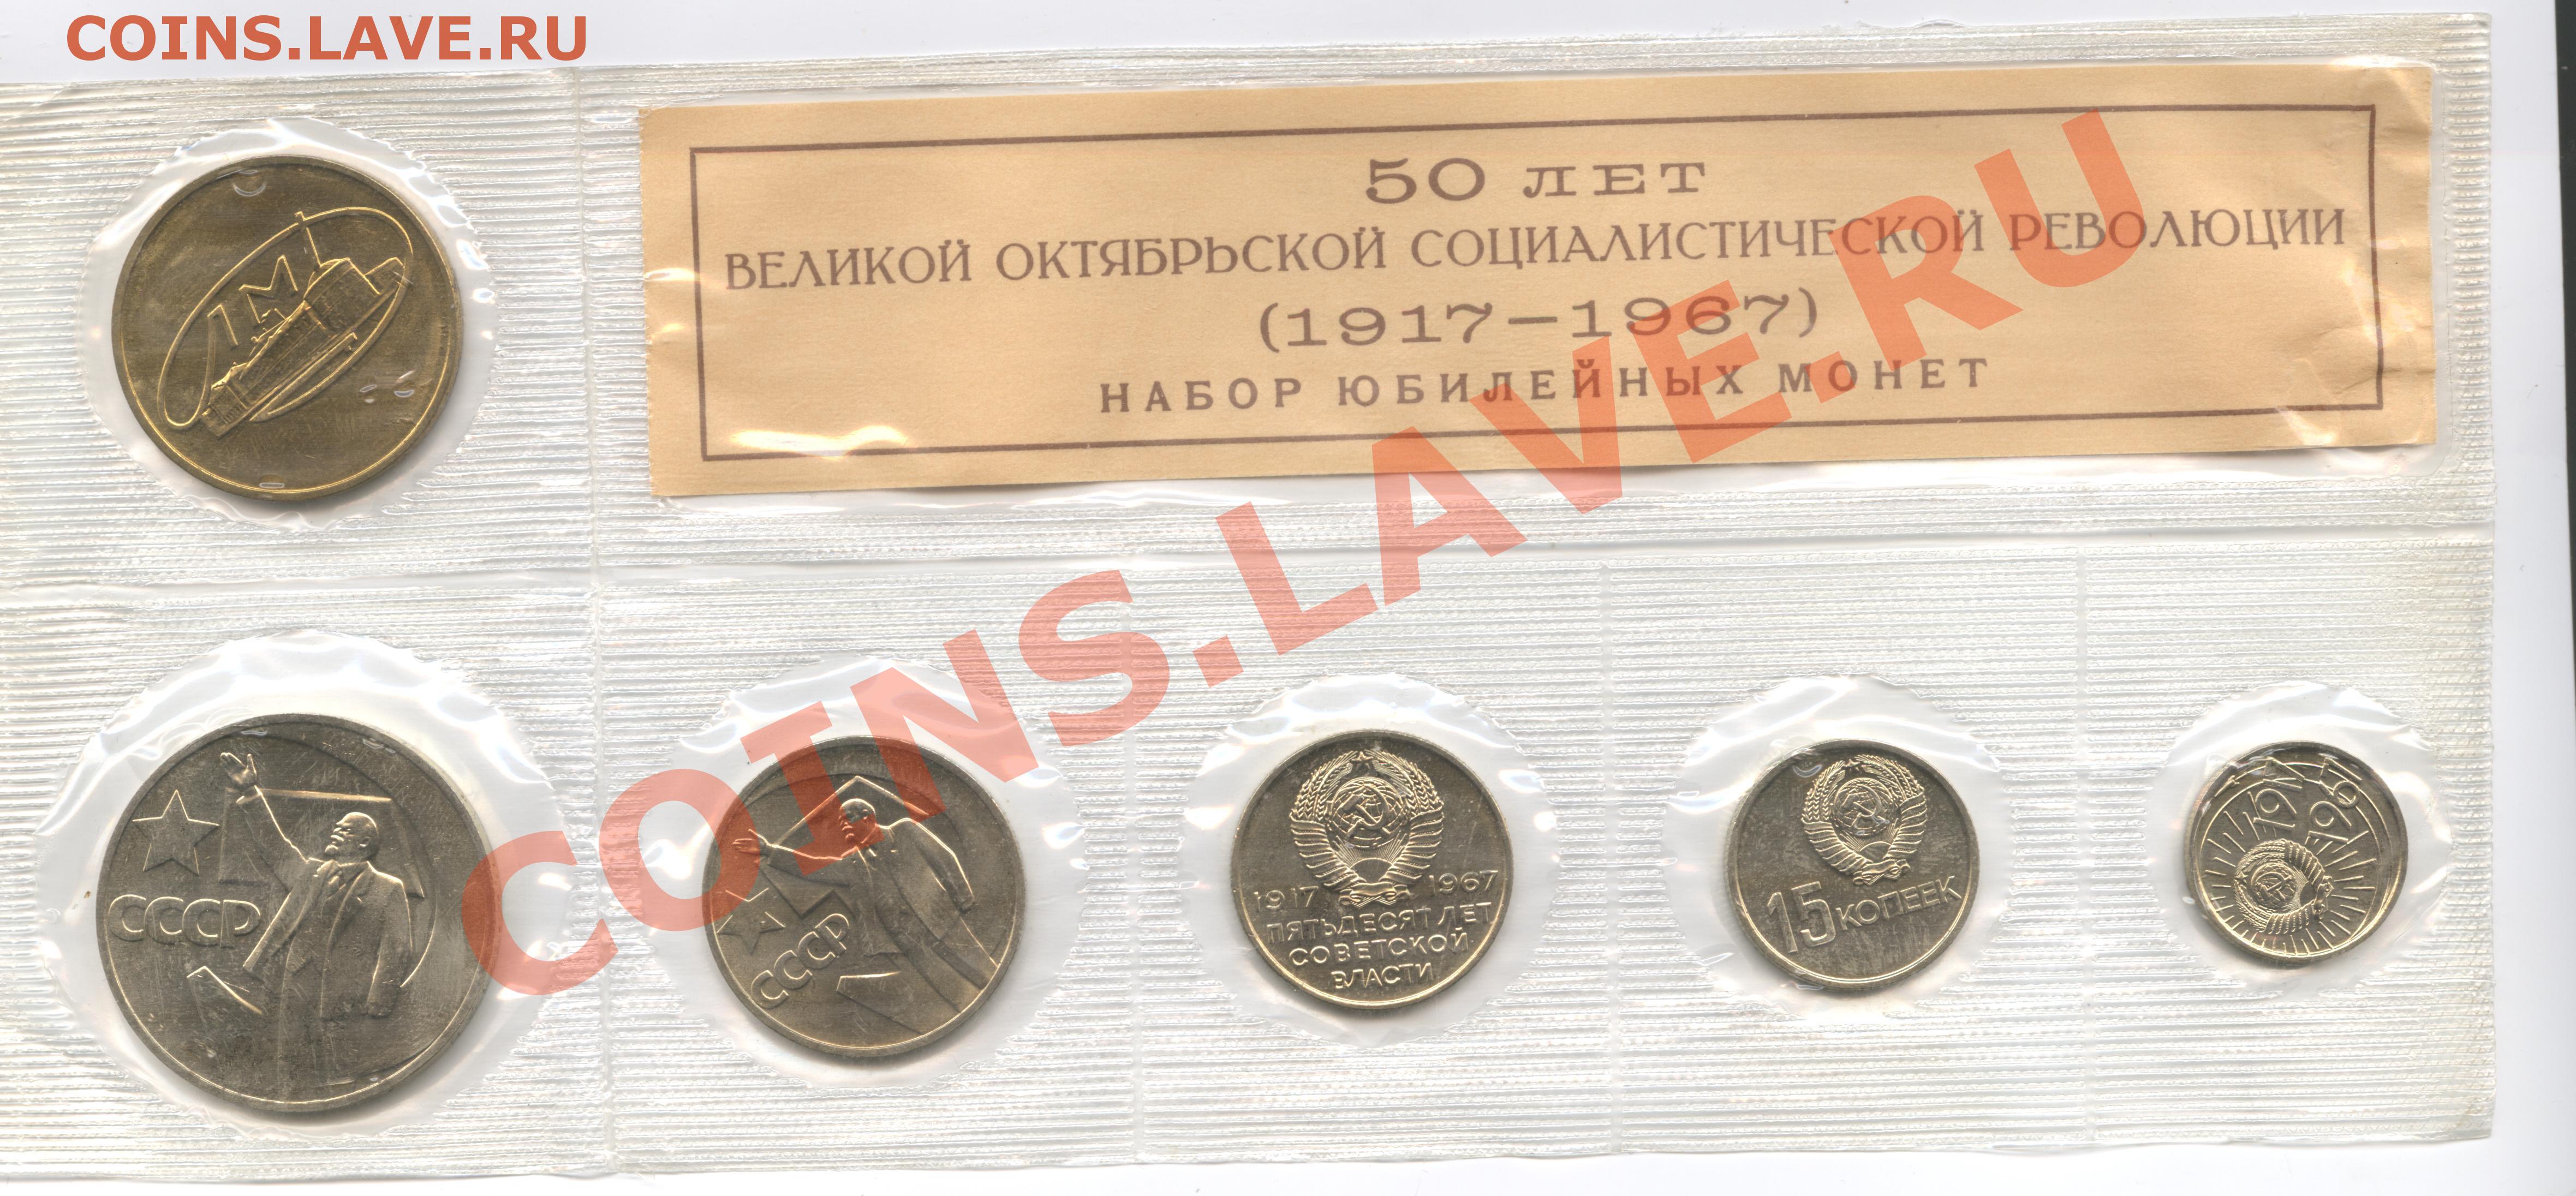 COINS.LAVE.RU
50 ЛЕТ
ВЕЛИКОЙ ОКТЯБРЬСКОЙ СОЦИАЛИСТИЧЕСКОЙ РЕВОЛЮЦИИ
(1917-1967)
НАБОР ЮБИЛЕЙНЫХ МОНЕТ
COINS.LAVE.RU
ЛМ
СССР
СССР
1917 1967
ПЯТЬДЕСЯТ ЛЕТ
СОВЕТСКОЙ
ВЛАСТИ
15 КОПЕЕК
1917
1967